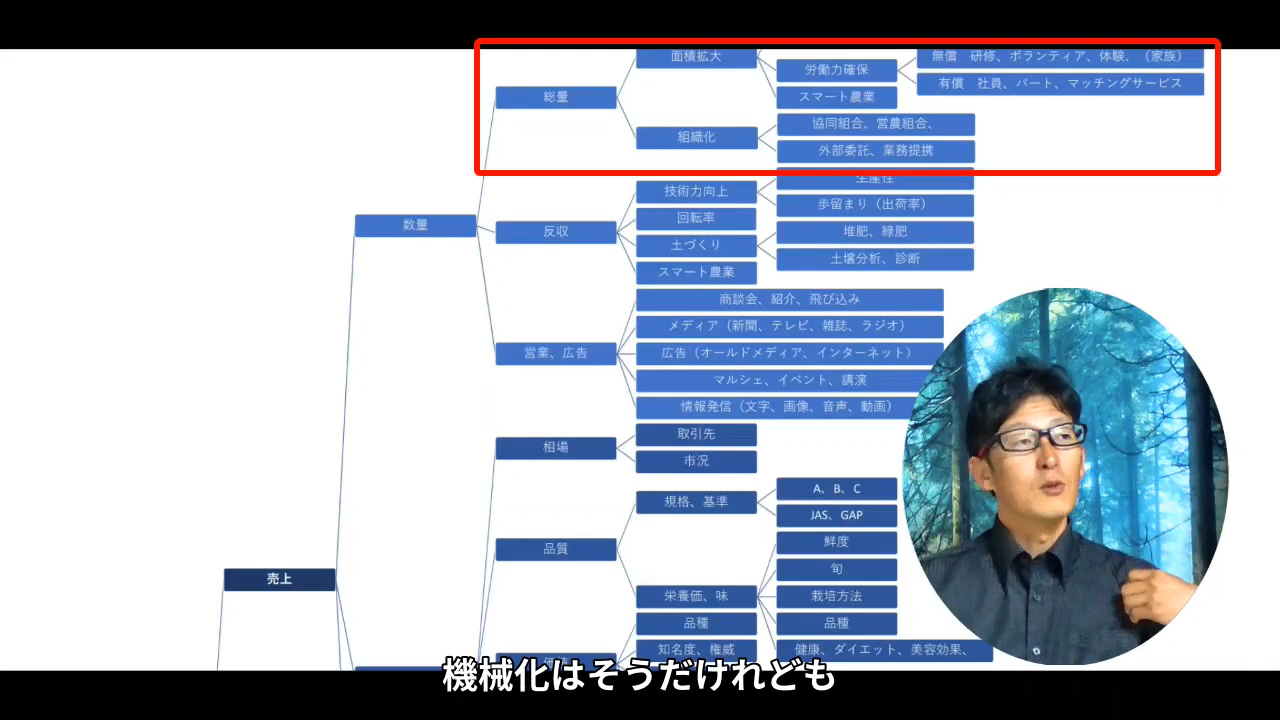 面積拡大
無償 研修、ボランティア、体験、（家族）
労働力確保
有償 社員、パート、マッチングサービス
総量
スマート農業
組織化
協同組合、営農組合、
外部委託、業務提携
生産性
技術力向上
歩留まり（出荷率）
数量
反収
回転率
堆肥、緑肥
土づくり
土壌分析、診断
スマート農業
商談会、紹介、飛び込み
メディア（新聞、テレビ、雑誌、ラジオ）
営業、広告
広告（オールドメディア、インターネット）
マルシェ、イベント、講演
情報発信（文字、画像、音声、動画）
相場
取引先
市況
A、B、C
規格、基準
JAS、GAP
品質
鮮度
旬
売上
栄養価、味
栽培方法
品種
品種
知名度、権威
健康、ダイエット、美容効果、
機械化はそうだけれども